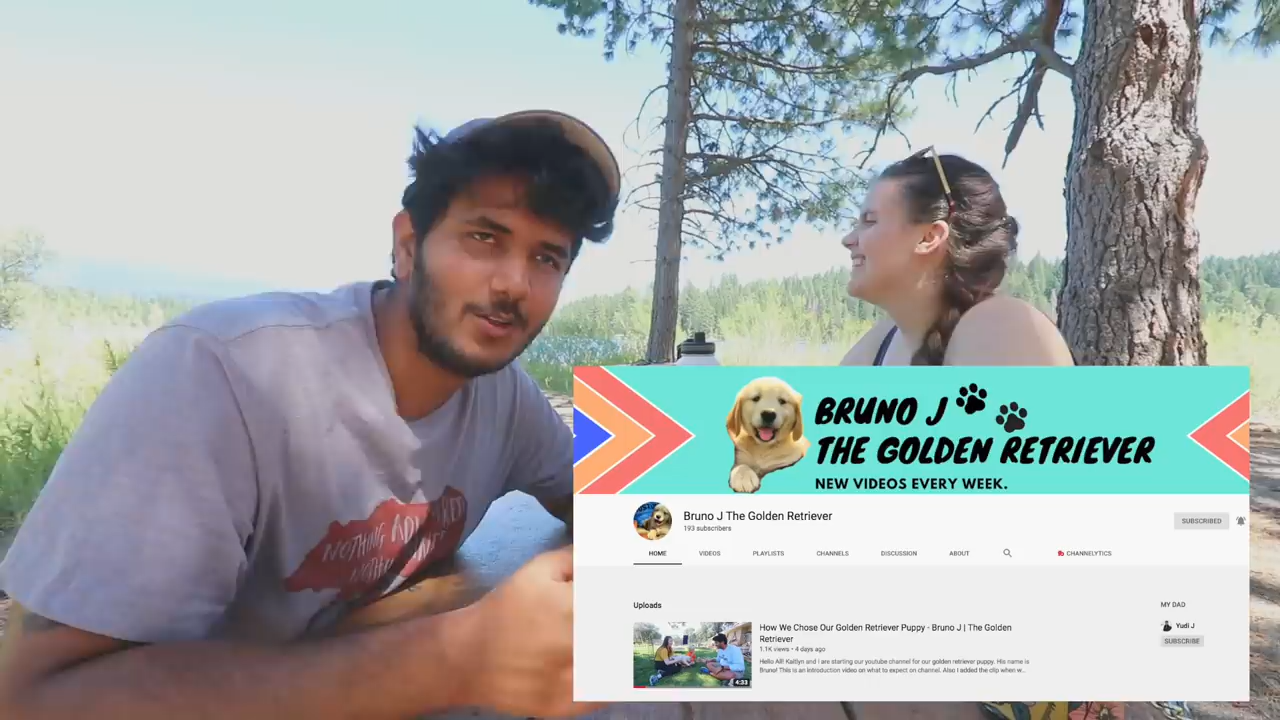 NOTHING
BRUNO J
THE GOLDEN RETRIEVER
NEW VIDEOS EVERY WEEK.
Bruno J The Golden Retriever
193 subscribers
SUBSCRIBED
HOME VIDEOS PLAYLISTS CHANNELS DISCUSSION ABOUT CHANNELYTICS
Uploads
MY DAD
How We Chose Our Golden Retriever Puppy - Bruno J | The Golden
Retriever
1.1K views • 4 days ago
Hello All! Kaitlyn and I are starting our youtube channel for our golden retriever puppy. His name is
Bruno! This is an introduction video on what to expect on channel. Also I added the clip when w...
4:33
Yudi J
SUBSCRIBE